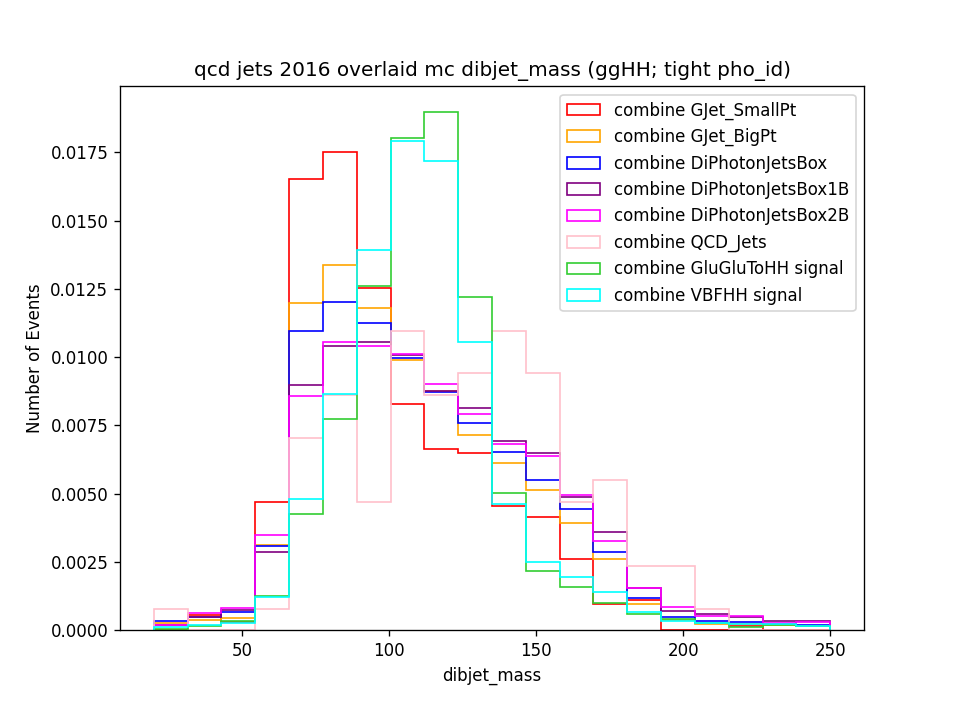 qcd jets 2016 overlaid mc dibjet_mass (ggHH; tight pho_id)
combine GJet_SmallPt
combine GJet_BigPt
combine DiPhotonJetsBox
combine DiPhotonJetsBox1B
combine DiPhotonJetsBox2B
combine QCD_Jets
combine GluGluToHH signal
combine VBFHH signal
Number of Events
0.0175
0.0150
0.0125
0.0100
0.0075
0.0050
0.0025
0.0000
50 100 150 200 250
dibjet_mass